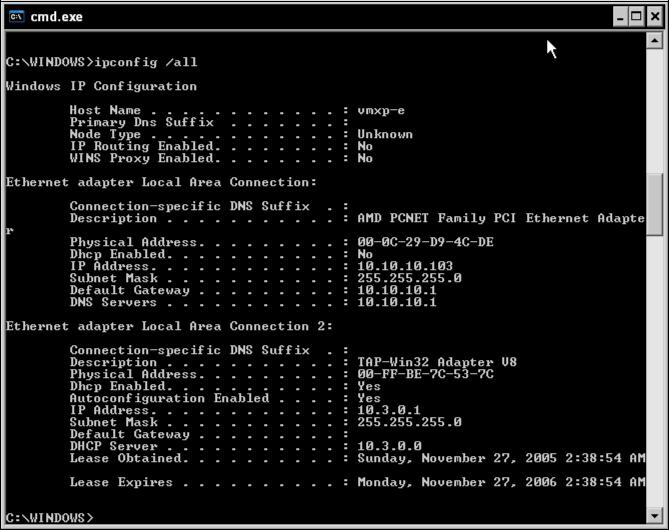 cmd.exe
C:\WINDOWS>ipconfig /all
Windows IP Configuration
Host Name . . . . . . . . . . . . : vmxp-e
Primary Dns Suffix . . . . . . . :
Node Type . . . . . . . . . . . . : Unknown
IP Routing Enabled. . . . . . . . : No
WINS Proxy Enabled. . . . . . . . : No
Ethernet adapter Local Area Connection:
Connection-specific DNS Suffix . :
Description . . . . . . . . . . . : AMD PCNET Family PCI Ethernet Adapte
r
Physical Address. . . . . . . . . : 00-0C-29-D9-4C-DE
Dhcp Enabled. . . . . . . . . . . : No
IP Address. . . . . . . . . . . . : 10.10.10.103
Subnet Mask . . . . . . . . . . . : 255.255.255.0
Default Gateway . . . . . . . . . : 10.10.10.1
DNS Servers . . . . . . . . . . . : 10.10.10.1
Ethernet adapter Local Area Connection 2:
Connection-specific DNS Suffix . :
Description . . . . . . . . . . . : TAP-Win32 Adapter V8
Physical Address. . . . . . . . . : 00-FF-BE-7C-53-7C
Dhcp Enabled. . . . . . . . . . . : Yes
Autoconfiguration Enabled . . . . : Yes
IP Address. . . . . . . . . . . . : 10.3.0.1
Subnet Mask . . . . . . . . . . . : 255.255.255.0
Default Gateway . . . . . . . . . :
DHCP Server . . . . . . . . . . . : 10.3.0.0
Lease Obtained. . . . . . . . . . : Sunday, November 27, 2005 2:38:54 AM
Lease Expires . . . . . . . . . . : Monday, November 27, 2006 2:38:54 AM
C:\WINDOWS>